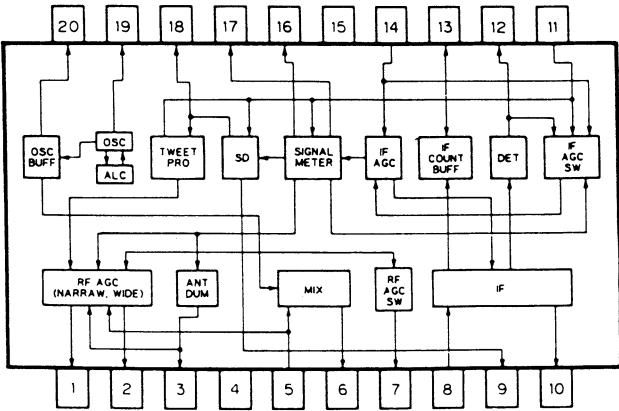 20 19 18 17 16 15 14 13 12 11
OSC
BUFF
OSC
ALC
TWEET
PRO
SD
SIGNAL
METER
IF
AGC
IF
COUNT
BUFF
DET
IF
AGC
SW
RF AGC
(NARRAW, WIDE)
ANT
DUM
MIX
RF
AGC
SW
IF
1 2 3 4 5 6 7 8 9 10